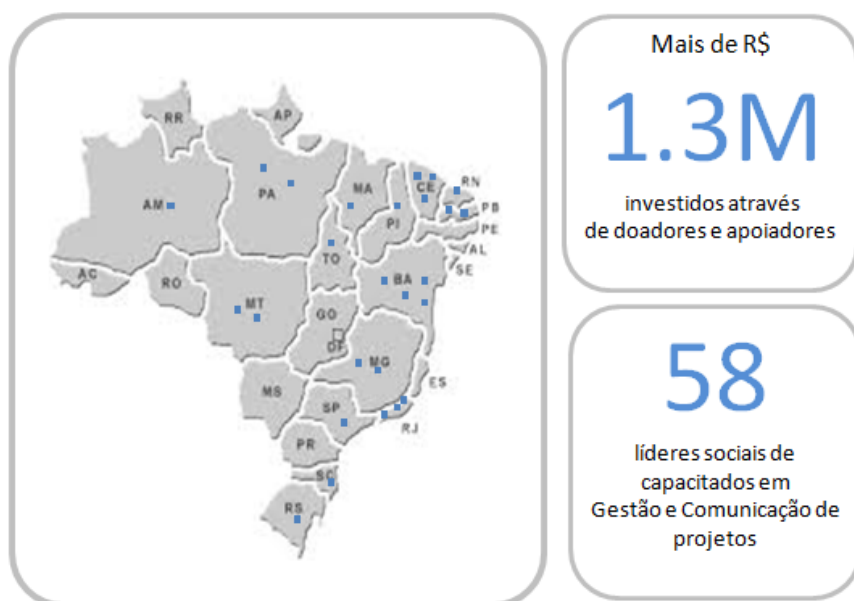 RR
AP
AM
PA
MA
CE
RN
PB
PE
AL
SE
PI
TO
AC
RO
BA
MT
GO
DF
MG
ES
MS
SP
RJ
PR
SC
RS
Mais de R$
1.3M
investidos através
de doadores e apoiadores
58
líderes sociais de
capacitados em
Gestão e Comunicação de
projetos